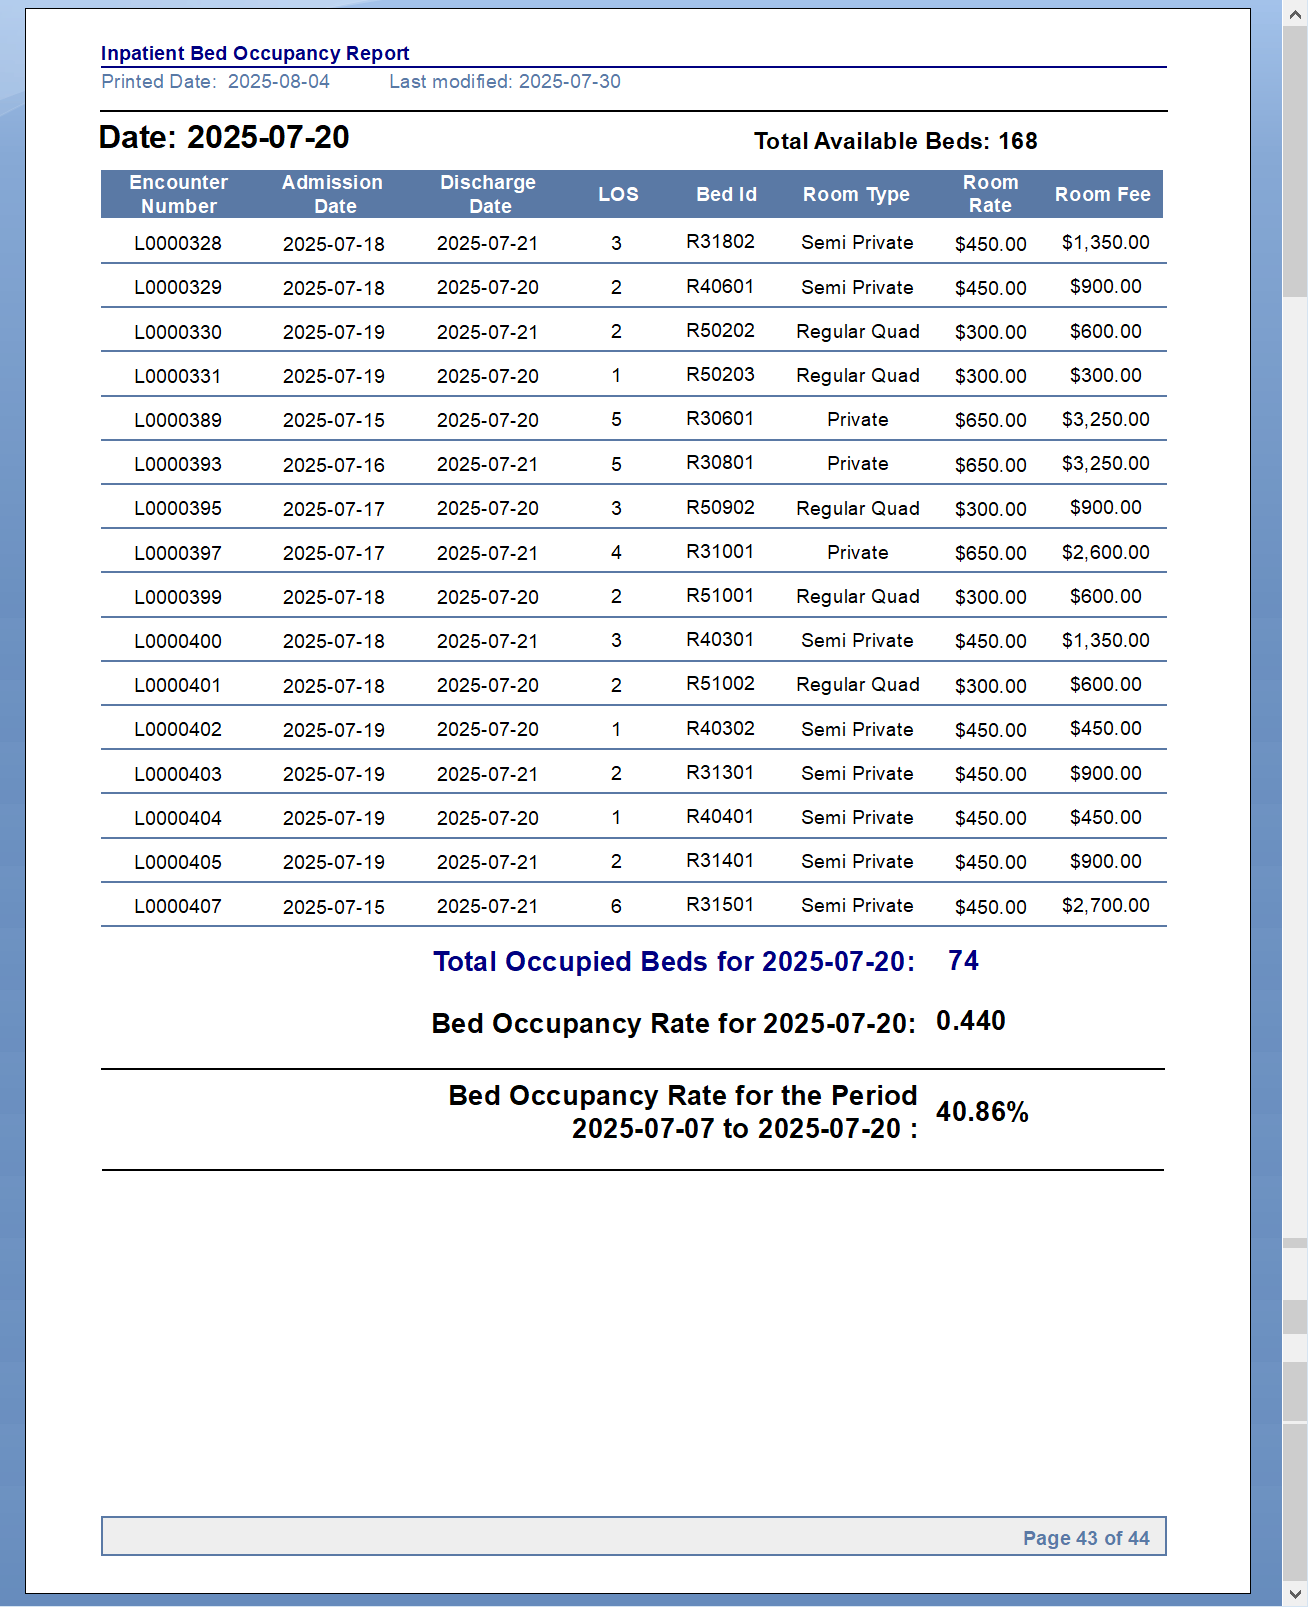 Inpatient Bed Occupancy Report
Printed Date: 2025-08-04 Last modified: 2025-07-30
Date: 2025-07-20 Total Available Beds: 168
Encounter Number Admission Date Discharge Date LOS Bed Id Room Type Room Rate Room Fee
L0000328 2025-07-18 2025-07-21 3 R31802 Semi Private $450.00 $1,350.00
L0000329 2025-07-18 2025-07-20 2 R40601 Semi Private $450.00 $900.00
L0000330 2025-07-19 2025-07-21 2 R50202 Regular Quad $300.00 $600.00
L0000331 2025-07-19 2025-07-20 1 R50203 Regular Quad $300.00 $300.00
L0000389 2025-07-15 2025-07-20 5 R30601 Private $650.00 $3,250.00
L0000393 2025-07-16 2025-07-21 5 R30801 Private $650.00 $3,250.00
L0000395 2025-07-17 2025-07-20 3 R50902 Regular Quad $300.00 $900.00
L0000397 2025-07-17 2025-07-21 4 R31001 Private $650.00 $2,600.00
L0000399 2025-07-18 2025-07-20 2 R51001 Regular Quad $300.00 $600.00
L0000400 2025-07-18 2025-07-21 3 R40301 Semi Private $450.00 $1,350.00
L0000401 2025-07-18 2025-07-20 2 R51002 Regular Quad $300.00 $600.00
L0000402 2025-07-19 2025-07-20 1 R40302 Semi Private $450.00 $450.00
L0000403 2025-07-19 2025-07-21 2 R31301 Semi Private $450.00 $900.00
L0000404 2025-07-19 2025-07-20 1 R40401 Semi Private $450.00 $450.00
L0000405 2025-07-19 2025-07-21 2 R31401 Semi Private $450.00 $900.00
L0000407 2025-07-15 2025-07-21 6 R31501 Semi Private $450.00 $2,700.00
Total Occupied Beds for 2025-07-20: 74
Bed Occupancy Rate for 2025-07-20: 0.440
Bed Occupancy Rate for the Period
2025-07-07 to 2025-07-20 : 40.86%
Page 43 of 44